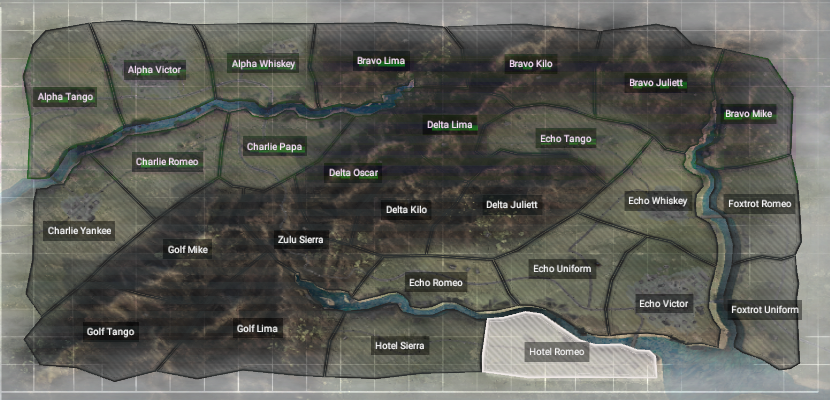 Alpha Tango
Alpha Victor
Alpha Whiskey
Bravo Lima
Bravo Kilo
Bravo Juliett
Bravo Mike
Charlie Romeo
Charlie Papa
Delta Lima
Echo Tango
Delta Oscar
Charlie Yankee
Golf Mike
Zulu Sierra
Delta Kilo
Delta Juliett
Echo Whiskey
Foxtrot Romeo
Echo Romeo
Echo Uniform
Echo Victor
Foxtrot Uniform
Golf Tango
Golf Lima
Hotel Sierra
Hotel Romeo